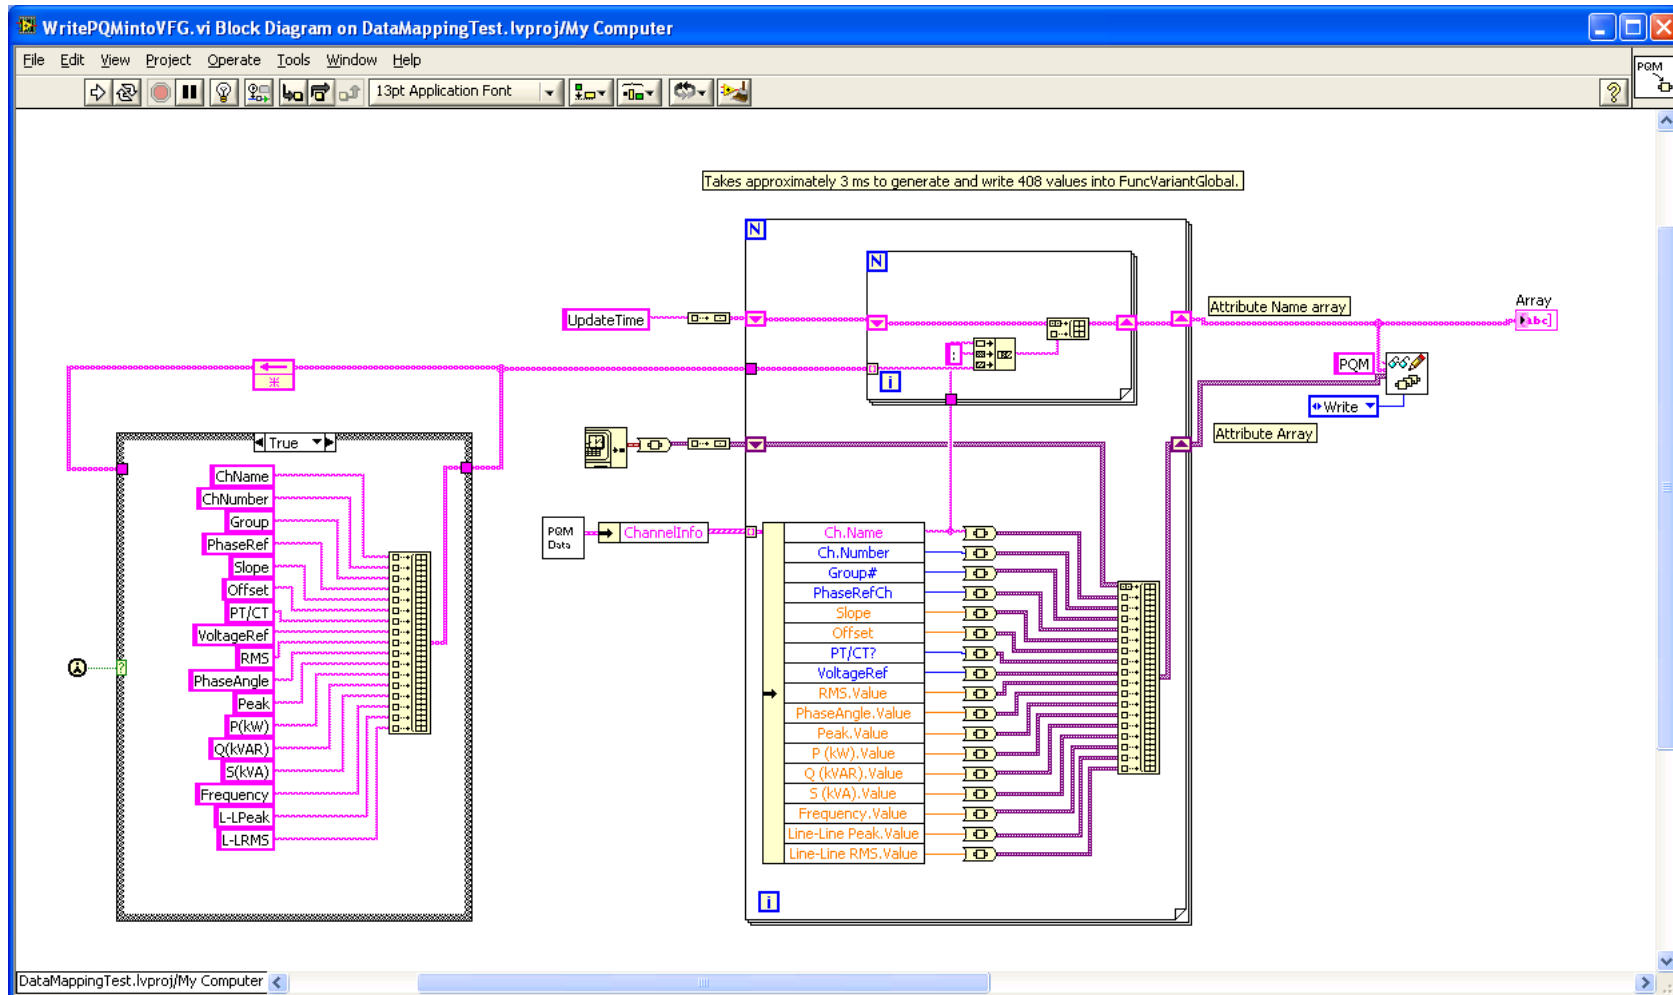 WritePQMintoVFG.vi Block Diagram on DataMappingTest.lvproj/My Computer
File Edit View Project Operate Tools Window Help
13pt Application Font
?
PQM
Takes approximately 3 ms to generate and write 408 values into FuncVariantGlobal.
N
N
UpdateTime
Attribute Name array
Array
abc
:
i
PQM
Write
Attribute Array
True
ChName
ChNumber
Group
PhaseRef
Slope
Offset
PT/CT
VoltageRef
RMS
PhaseAngle
Peak
P(kW)
Q(kVAR)
S(kVA)
Frequency
L-LPeak
L-LRMS
?
PQM
Data
ChannelInfo
Ch.Name
Ch.Number
Group#
PhaseRefCh
Slope
Offset
PT/CT?
VoltageRef
RMS.Value
PhaseAngle.Value
Peak.Value
P (kW).Value
Q (kVAR).Value
S (kVA).Value
Frequency.Value
Line-Line Peak.Value
Line-Line RMS.Value
i
DataMappingTest.lvproj/My Computer